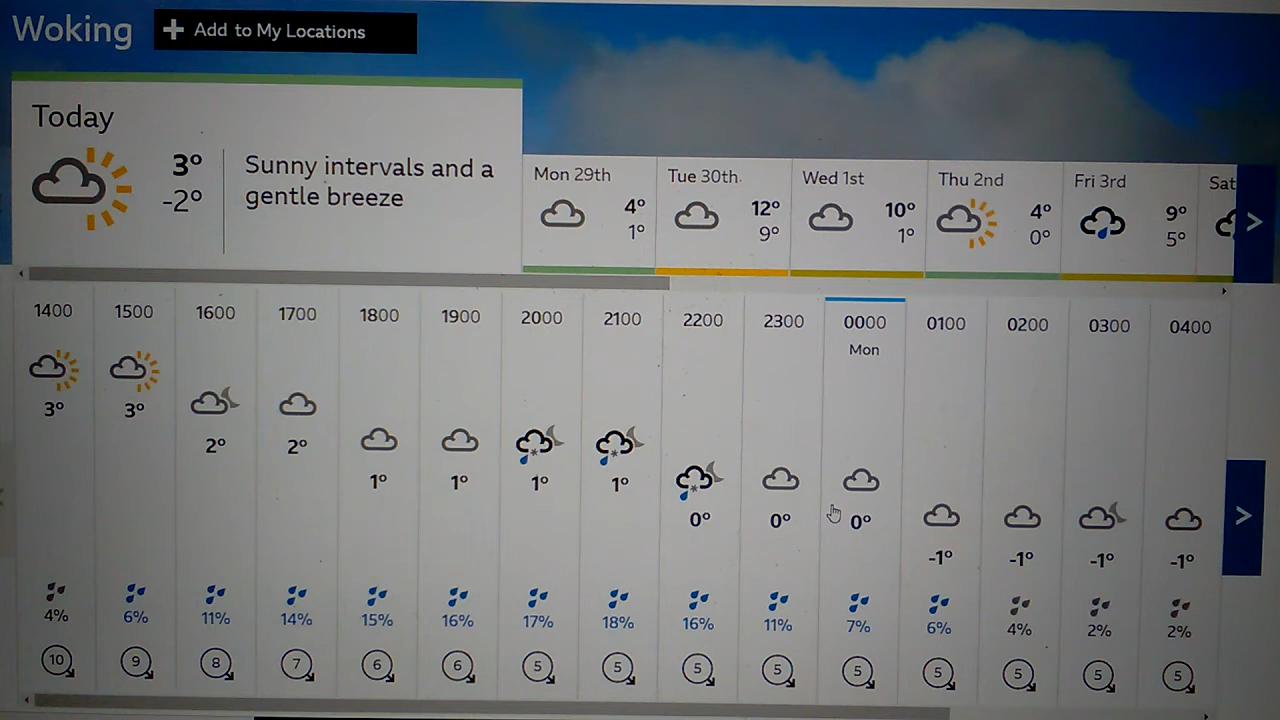 Woking
+ Add to My Locations
Today
3° -2°
Sunny intervals and a
gentle breeze
Mon 29th 4° 1°
Tue 30th 12° 9°
Wed 1st 10° 1°
Thu 2nd 4° 0°
Fri 3rd 9° 5°
Sat
1400 1500 1600 1700 1800 1900 2000 2100 2200 2300 0000 0100 0200 0300 0400
Mon
3° 3° 2° 2° 1° 1° 1° 1° 0° 0° 0° -1° -1° -1° -1°
4% 6% 11% 14% 15% 16% 17% 18% 16% 11% 7% 6% 4% 2% 2%
10 9 8 7 6 6 5 5 5 5 5 5 5 5 5